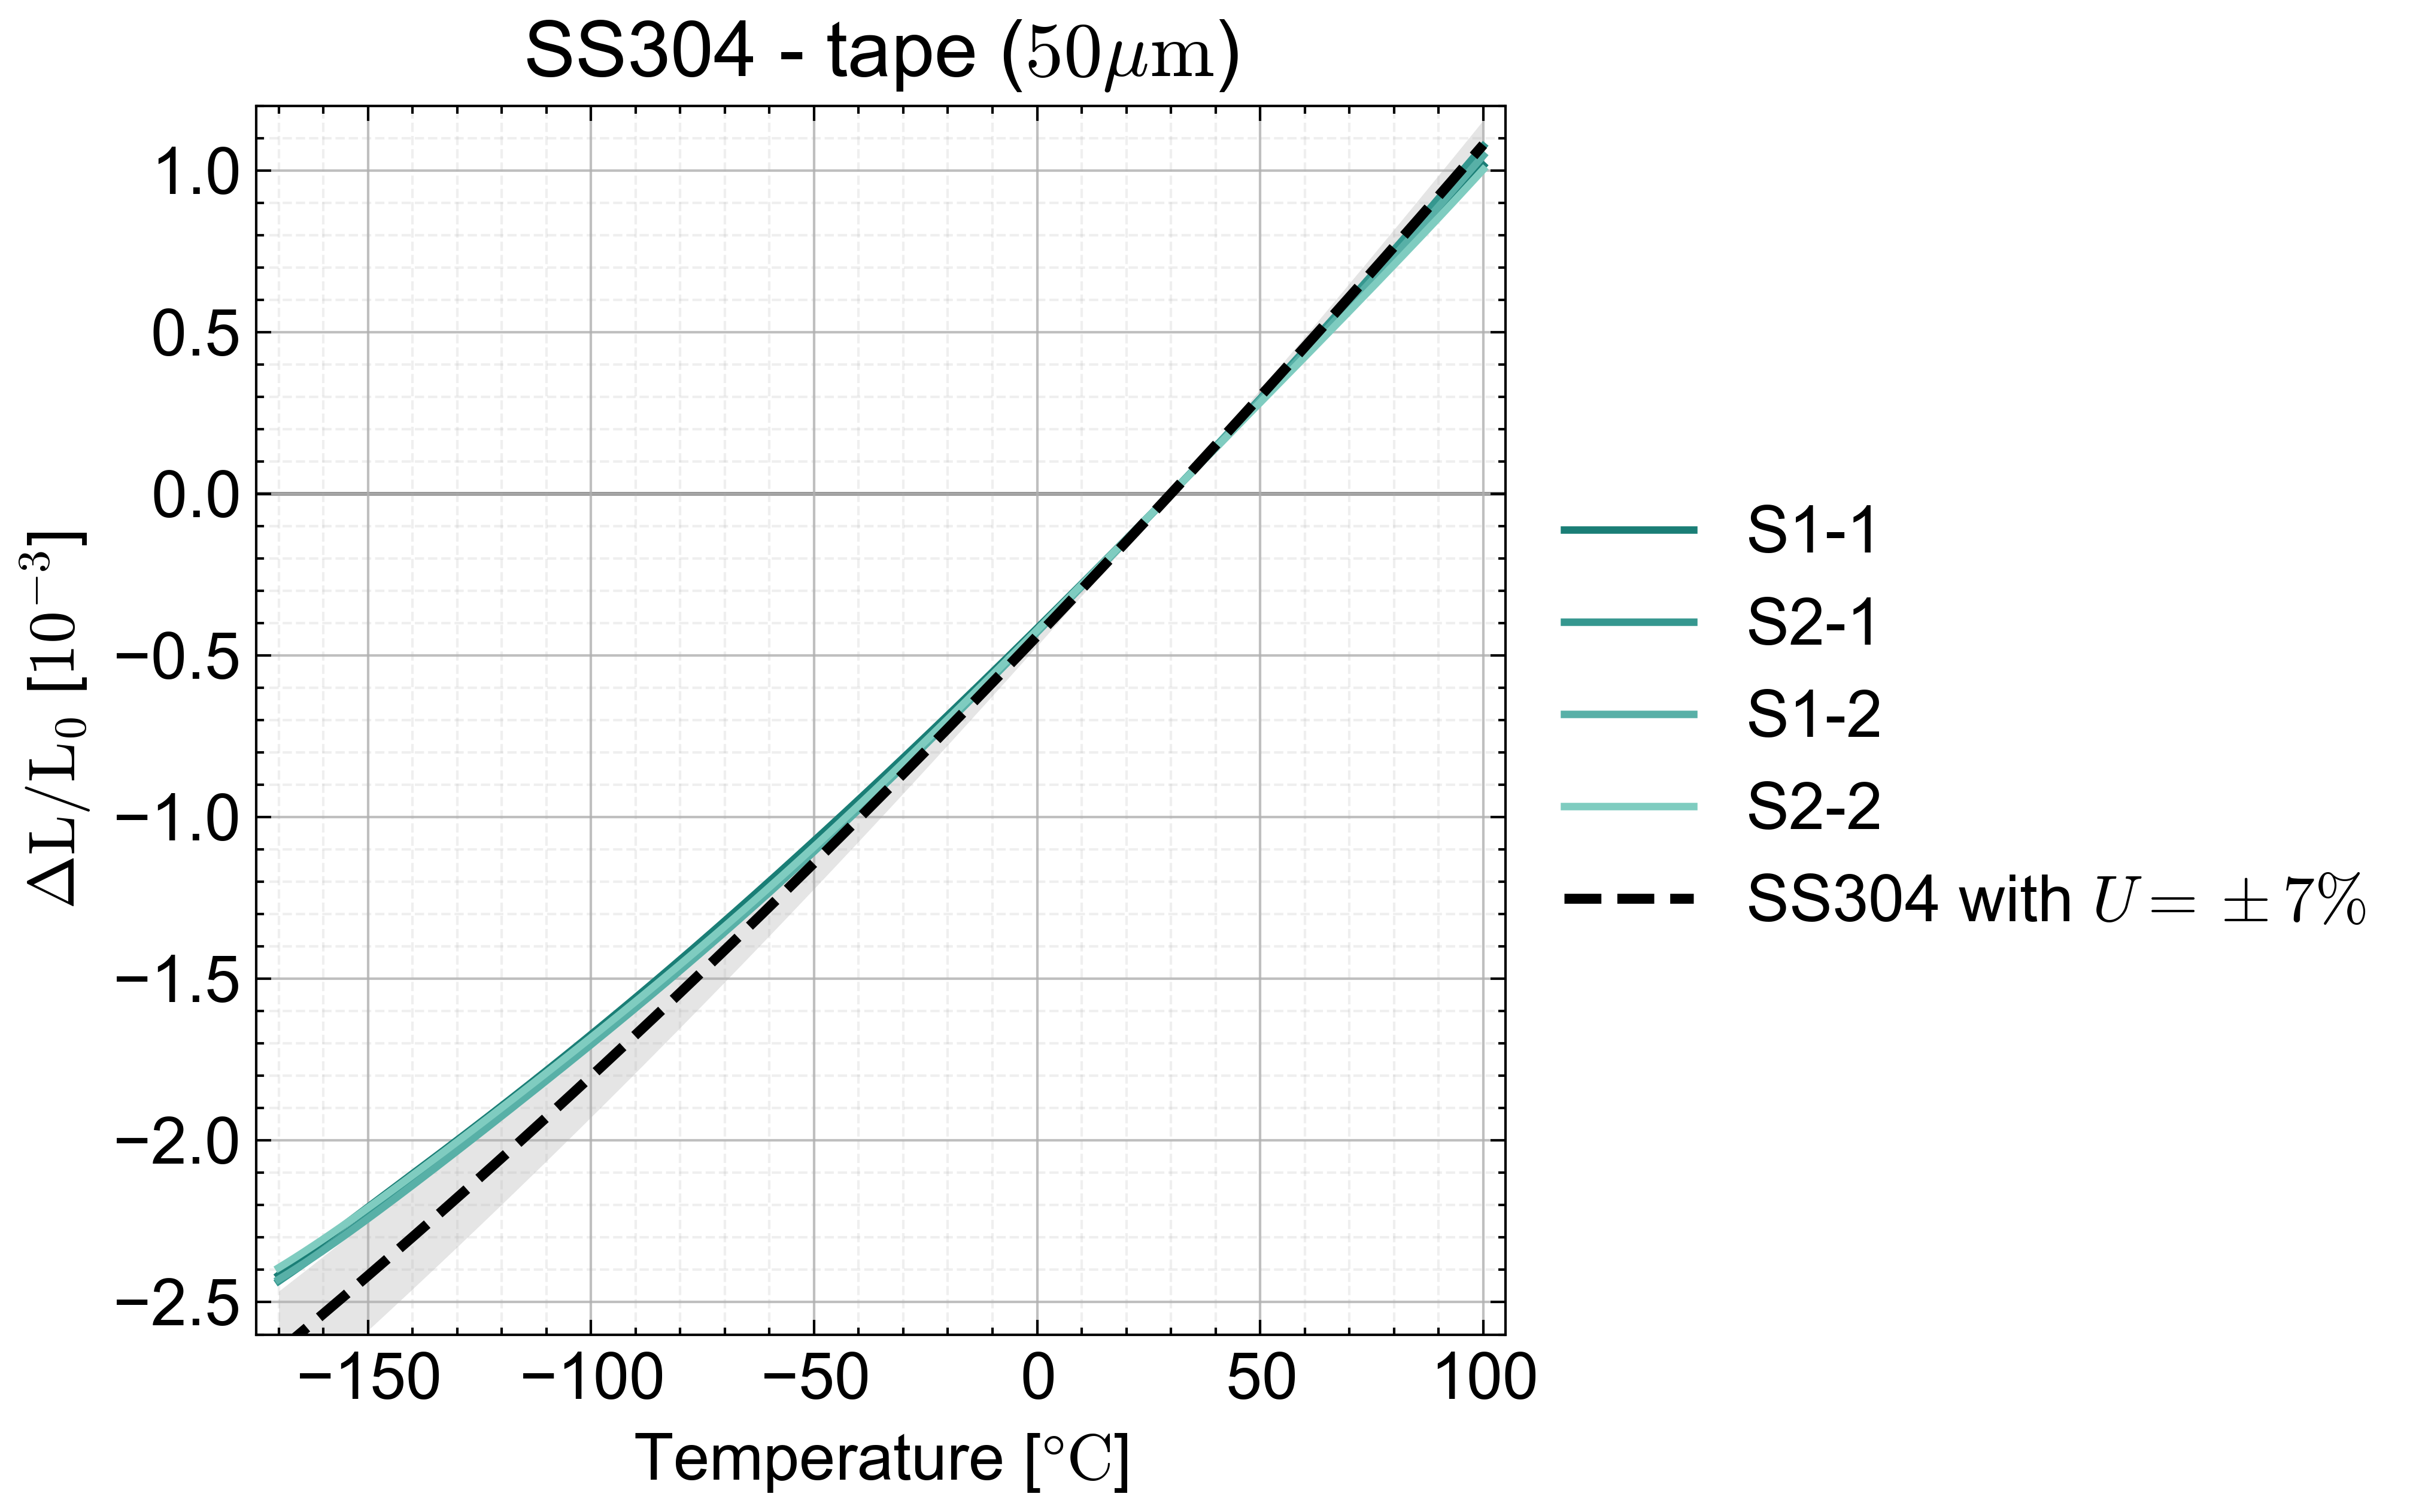 SS304 - tape (50μm)
1.0
0.5
0.0
−0.5
−1.0
−1.5
−2.0
−2.5
ΔL/L₀ [10⁻³]
−150 −100 −50 0 50 100
Temperature [°C]
S1-1
S2-1
S1-2
S2-2
SS304 with U = ± 7%